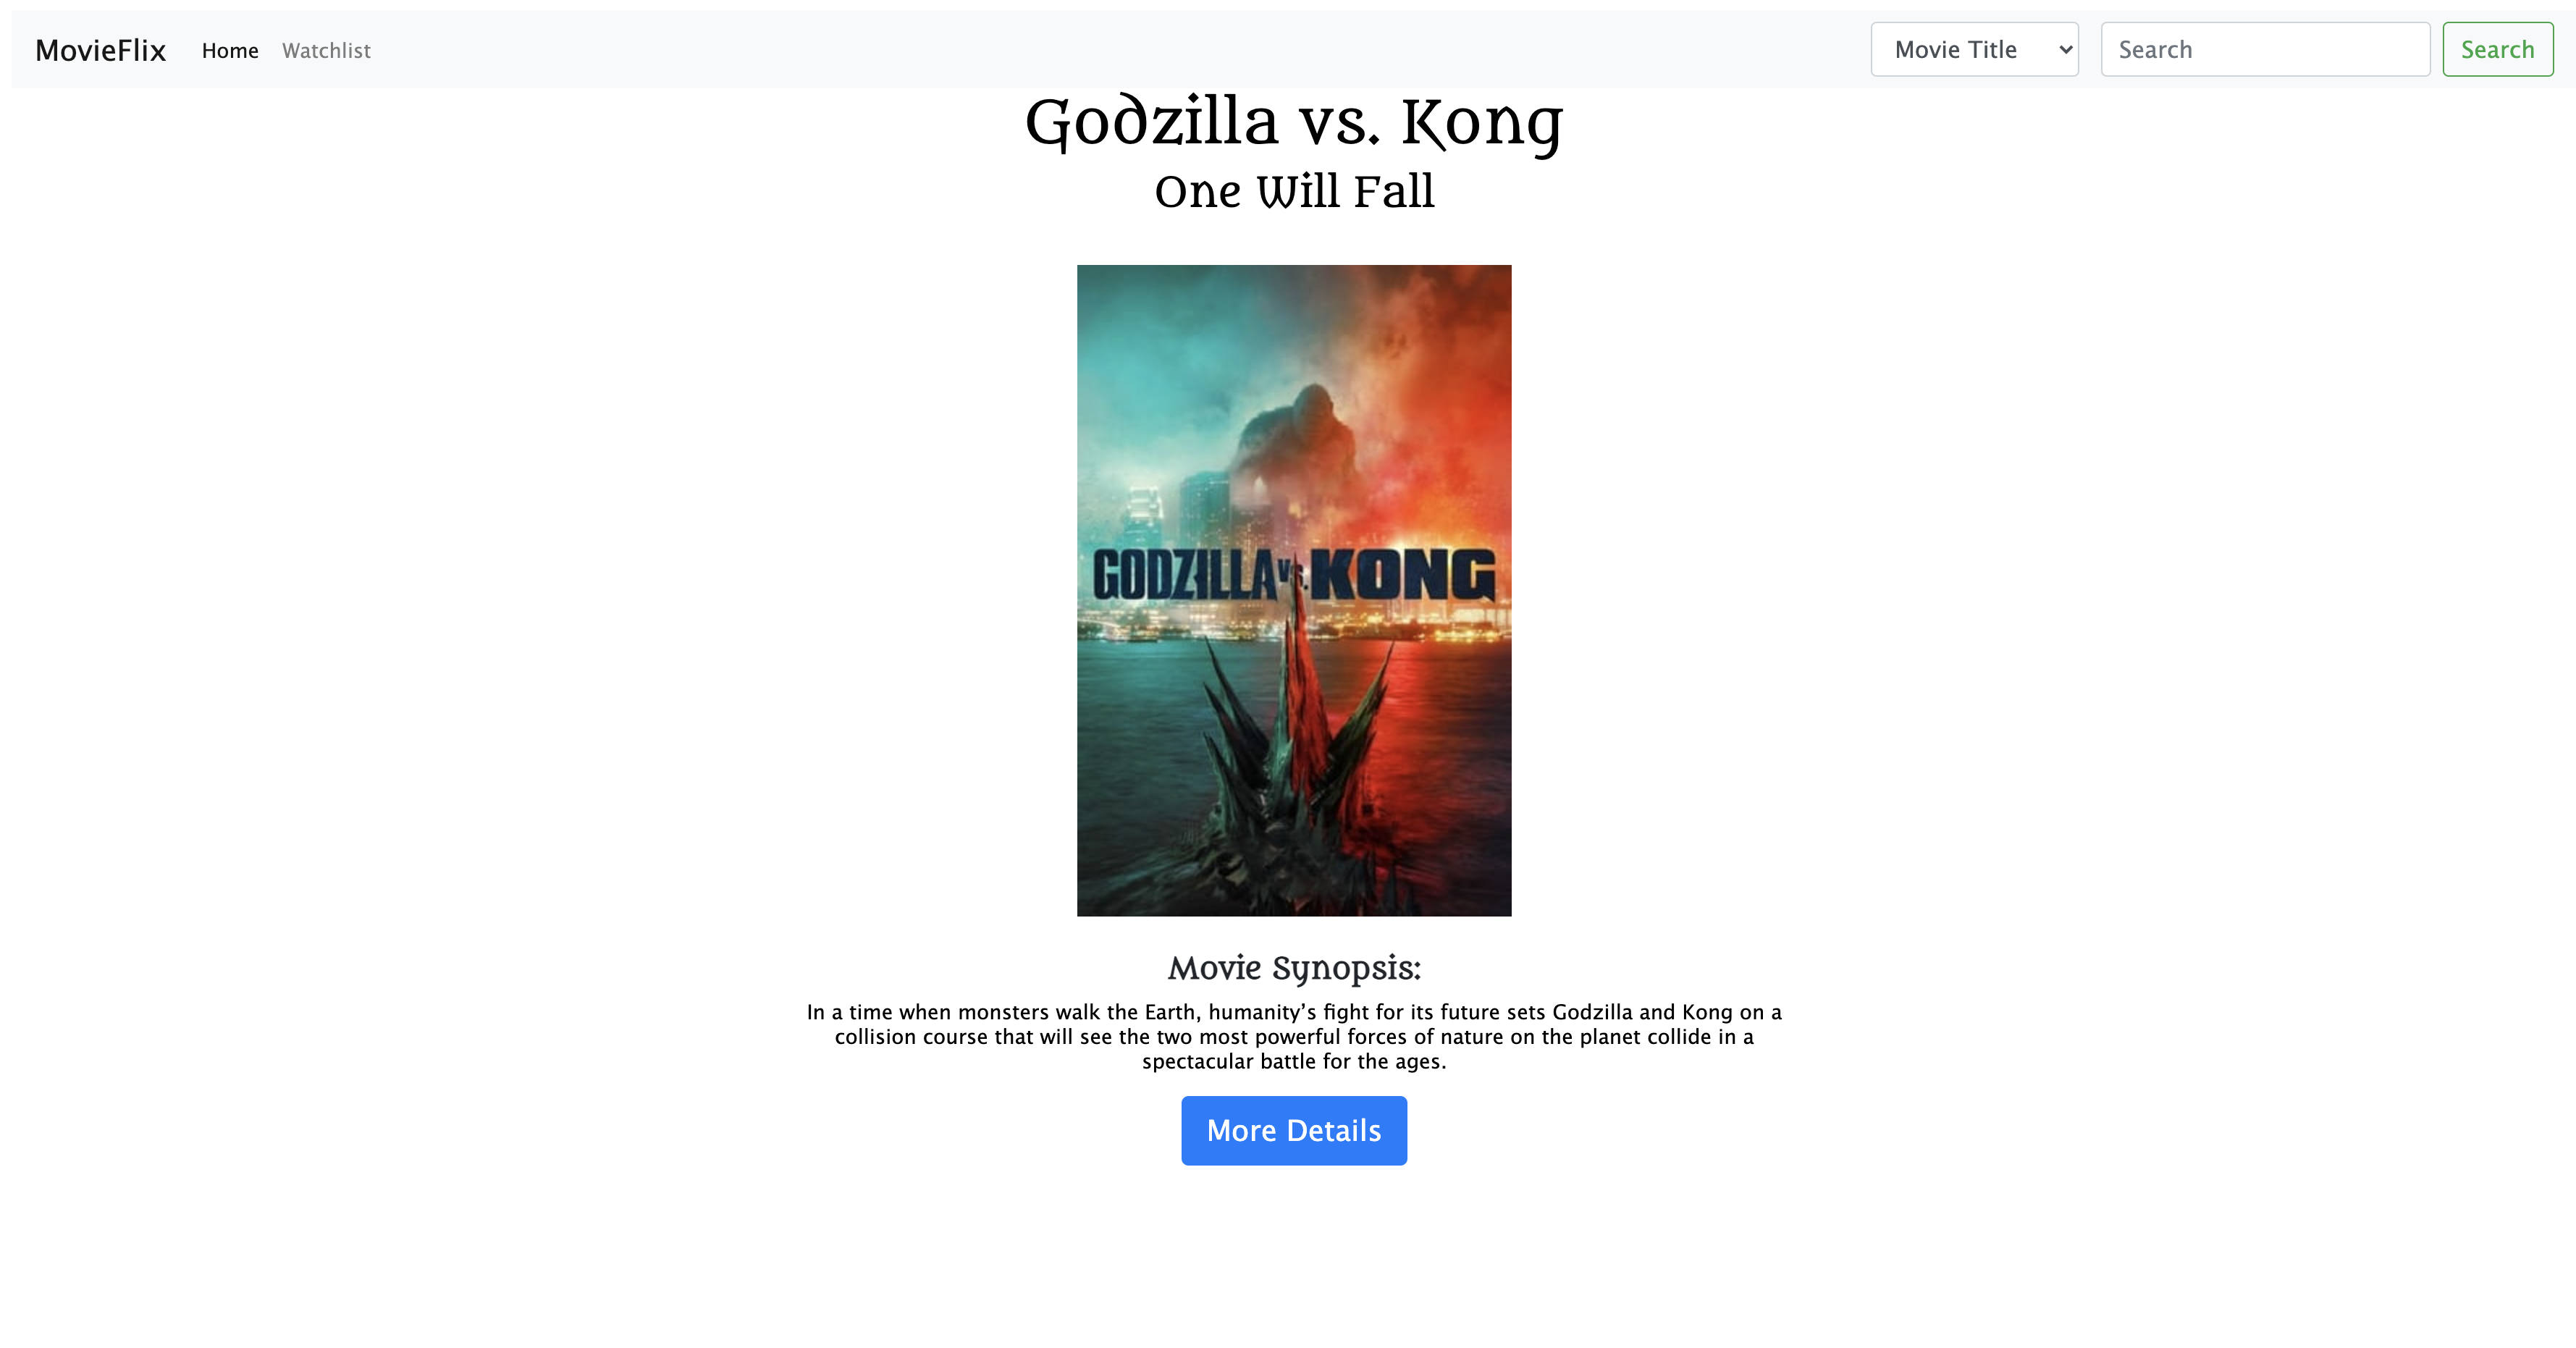 MovieFlix Home Watchlist Movie Title Search Search
Godzilla vs. Kong
One Will Fall
GODZILLA vs. KONG
Movie Synopsis:
In a time when monsters walk the Earth, humanity’s fight for its future sets Godzilla and Kong on a
collision course that will see the two most powerful forces of nature on the planet collide in a
spectacular battle for the ages.
More Details